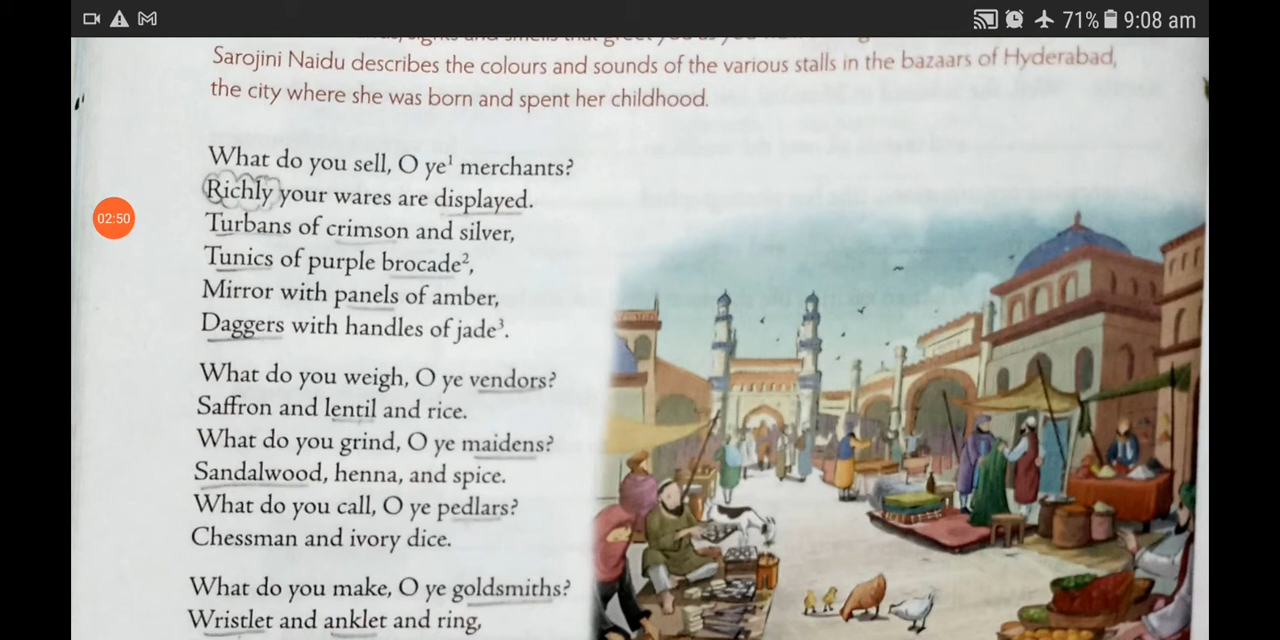 71% 9:08 am
Sarojini Naidu describes the colours and sounds of the various stalls in the bazaars of Hyderabad,
the city where she was born and spent her childhood.
What do you sell, O ye¹ merchants?
Richly your wares are displayed.
Turbans of crimson and silver,
Tunics of purple brocade²,
Mirror with panels of amber,
Daggers with handles of jade³.
02:50
What do you weigh, O ye vendors?
Saffron and lentil and rice.
What do you grind, O ye maidens?
Sandalwood, henna, and spice.
What do you call, O ye pedlars?
Chessman and ivory dice.
What do you make, O ye goldsmiths?
Wristlet and anklet and ring,